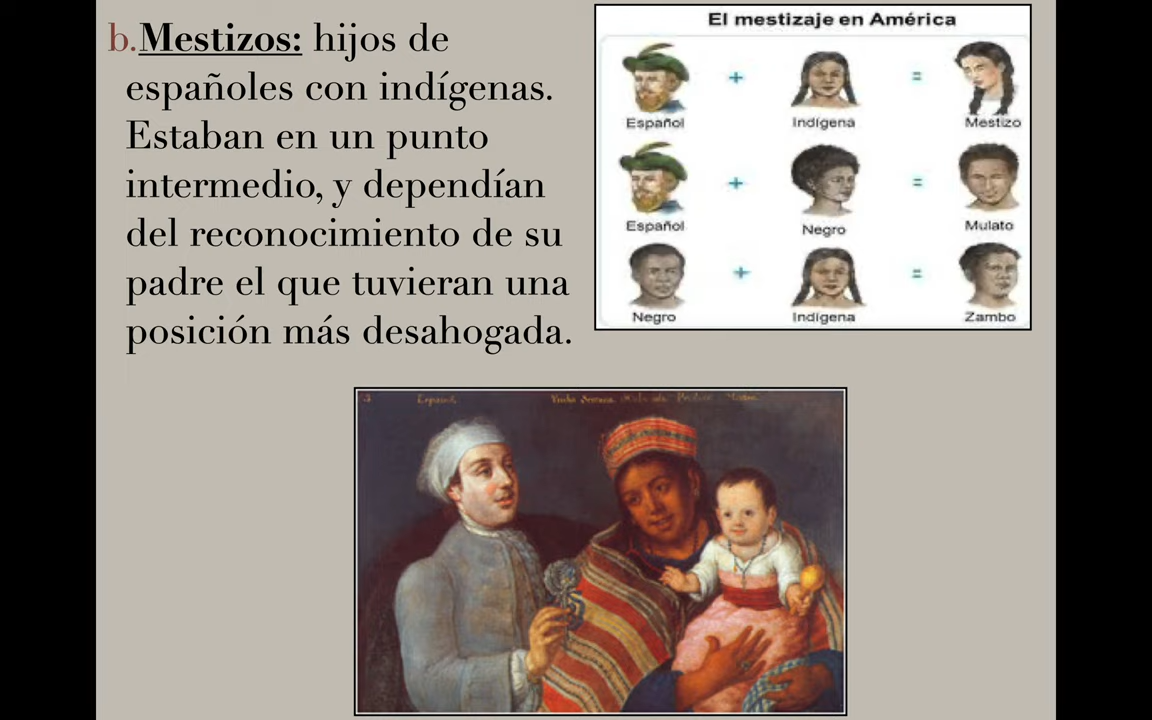 b.Mestizos: hijos de
españoles con indígenas.
Estaban en un punto
intermedio, y dependían
del reconocimiento de su
padre el que tuvieran una
posición más desahogada.
El mestizaje en América
Español + Indígena = Mestizo
Español + Negro = Mulato
Negro + Indígena = Zambo
Español